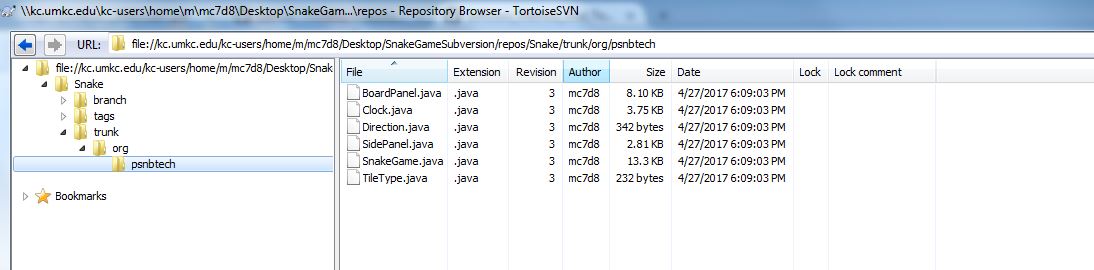 \\kc.umkc.edu\kc-users\home\m\mc7d8\Desktop\SnakeGam...\repos - Repository Browser - TortoiseSVN
URL: file://kc.umkc.edu/kc-users/home/m/mc7d8/Desktop/SnakeGameSubversion/repos/Snake/trunk/org/psnbtech
file://kc.umkc.edu/kc-users/home/m/mc7d8/Desktop/Snak
Snake
branch
tags
trunk
org
psnbtech
Bookmarks
File Extension Revision Author Size Date Lock Lock comment
BoardPanel.java .java 3 mc7d8 8.10 KB 4/27/2017 6:09:03 PM
Clock.java .java 3 mc7d8 3.75 KB 4/27/2017 6:09:03 PM
Direction.java .java 3 mc7d8 342 bytes 4/27/2017 6:09:03 PM
SidePanel.java .java 3 mc7d8 2.81 KB 4/27/2017 6:09:03 PM
SnakeGame.java .java 3 mc7d8 13.3 KB 4/27/2017 6:09:03 PM
TileType.java .java 3 mc7d8 232 bytes 4/27/2017 6:09:03 PM